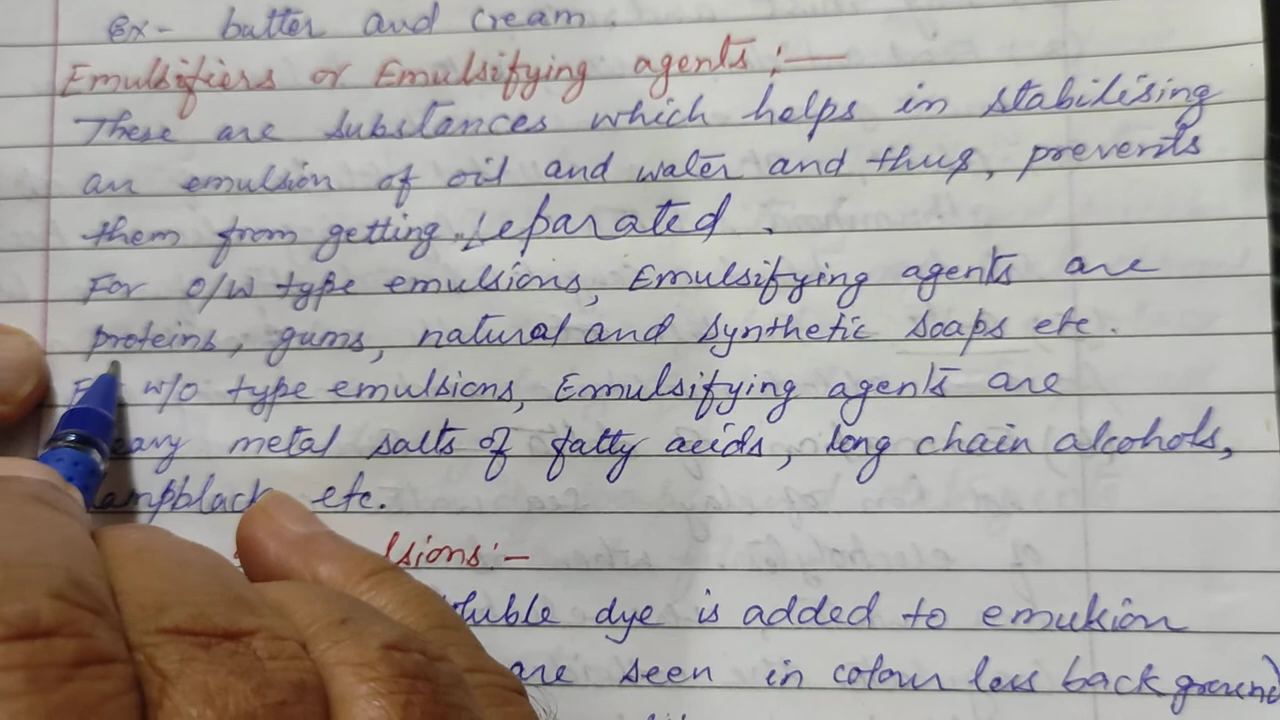 ex- butter and cream.
Emulsifiers or Emulsifying agents :—
These are substances which helps in stabilising
an emulsion of oil and water and thus, prevents
them from getting separated.
For o/w type emulsions, Emulsifying agents are
proteins, gums, natural and synthetic soaps etc.
w/o type emulsions, Emulsifying agents are
metal salts of fatty acids, long chain alcohols,
lampblack etc.
dye is added to emulsion
are seen in colour less background